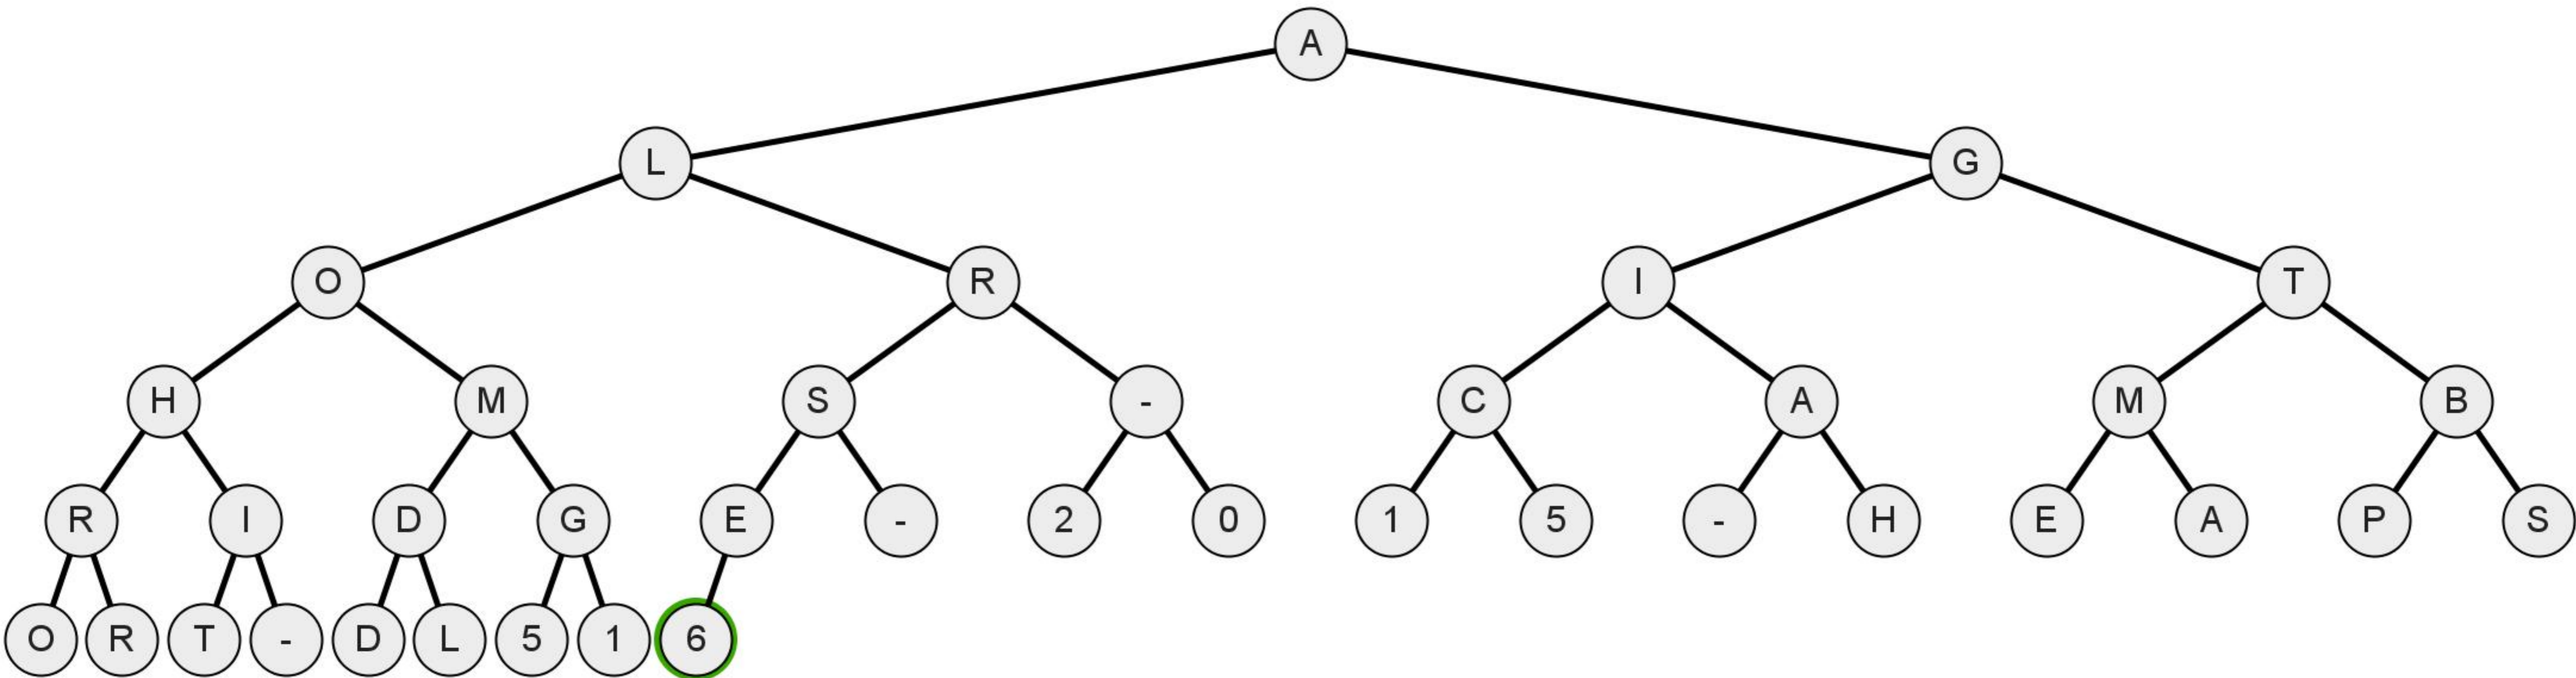 A
L G
O R I T
H M S - C A M B
R I D G E - 2 0 1 5 - H E A P S
O R T - D L 5 1 6